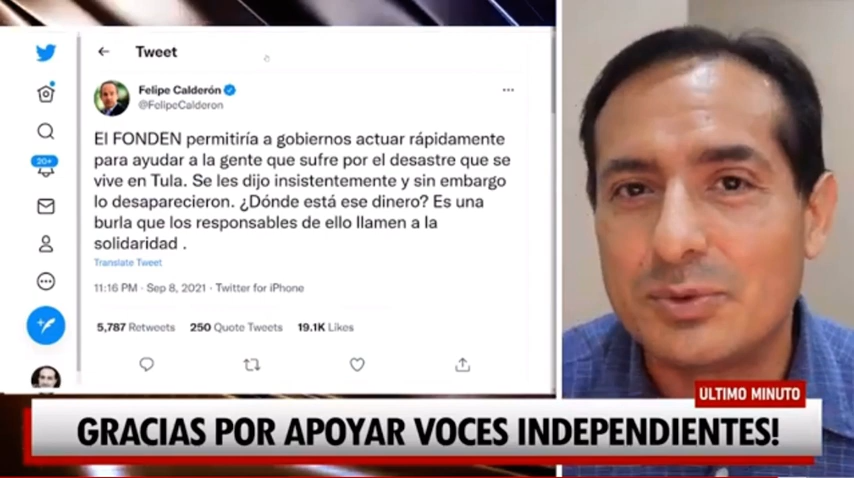 Tweet
Felipe Calderón
@FelipeCalderon
El FONDEN permitiría a gobiernos actuar rápidamente
para ayudar a la gente que sufre por el desastre que se
vive en Tula. Se les dijo insistentemente y sin embargo
lo desaparecieron. ¿Dónde está ese dinero? Es una
burla que los responsables de ello llamen a la
solidaridad .
Translate Tweet
11:16 PM · Sep 8, 2021 · Twitter for iPhone
5,787 Retweets 250 Quote Tweets 19.1K Likes
20+
ÚLTIMO MINUTO
GRACIAS POR APOYAR VOCES INDEPENDIENTES!